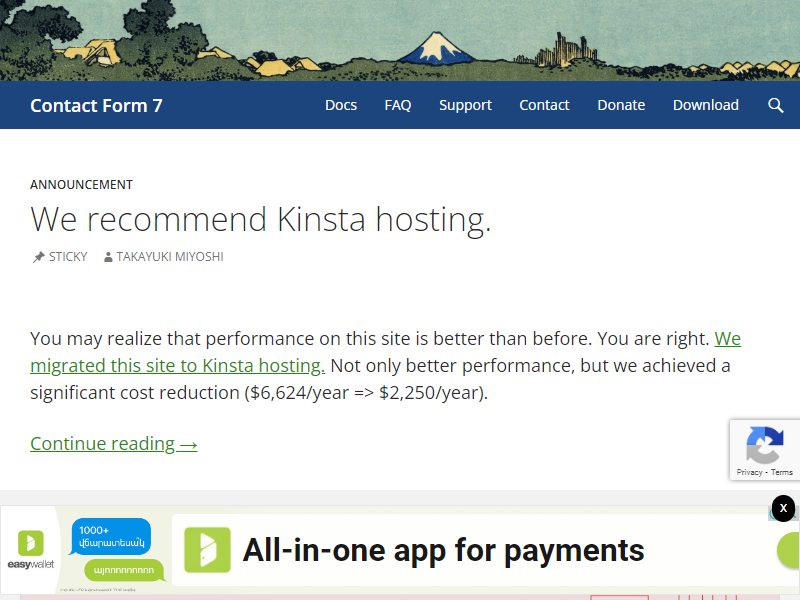 Contact Form 7
Docs
FAQ
Support
Contact
Donate
Download
ANNOUNCEMENT
We recommend Kinsta hosting.
STICKY
TAKAYUKI MIYOSHI
You may realize that performance on this site is better than before. You are right. We
migrated this site to Kinsta hosting. Not only better performance, but we achieved a
significant cost reduction ($6,624/year => $2,250/year).
Continue reading →
Privacy - Terms
X
easywallet
1000+
վճարատեսակ
All-in-one app for payments